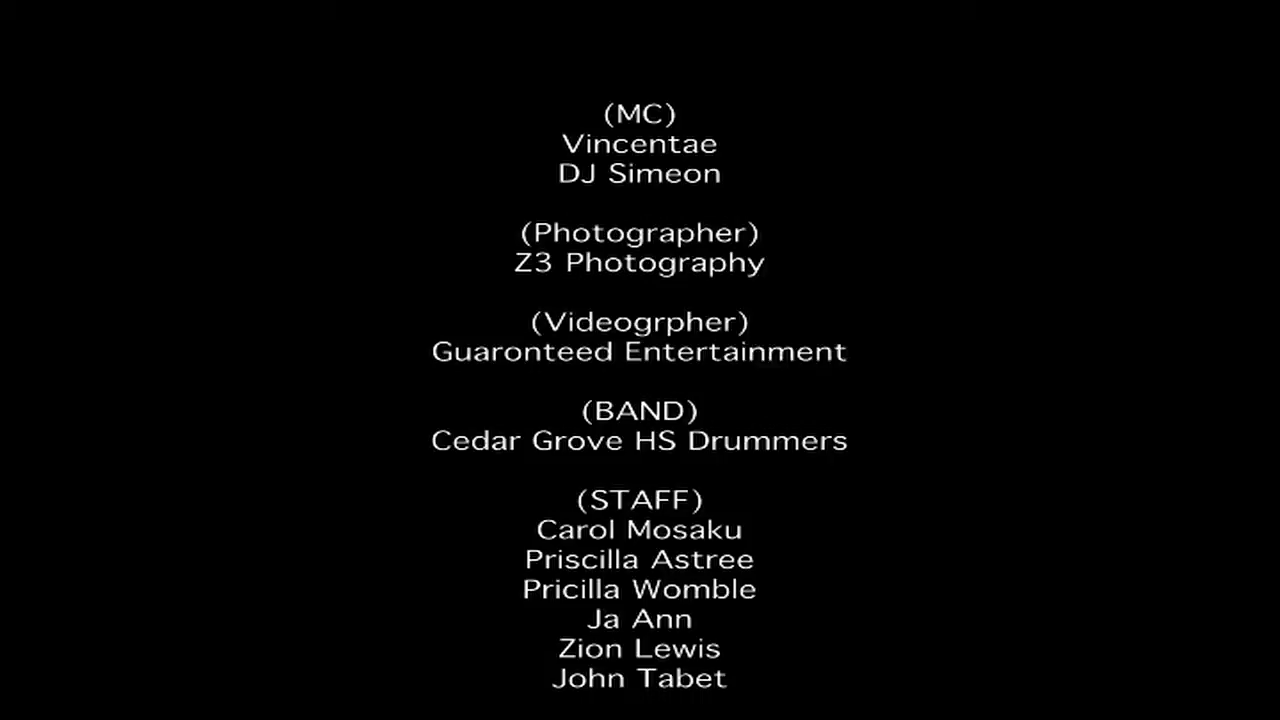 (MC)
Vincentae
DJ Simeon
(Photographer)
Z3 Photography
(Videogrpher)
Guaronteed Entertainment
(BAND)
Cedar Grove HS Drummers
(STAFF)
Carol Mosaku
Priscilla Astree
Pricilla Womble
Ja Ann
Zion Lewis
John Tabet